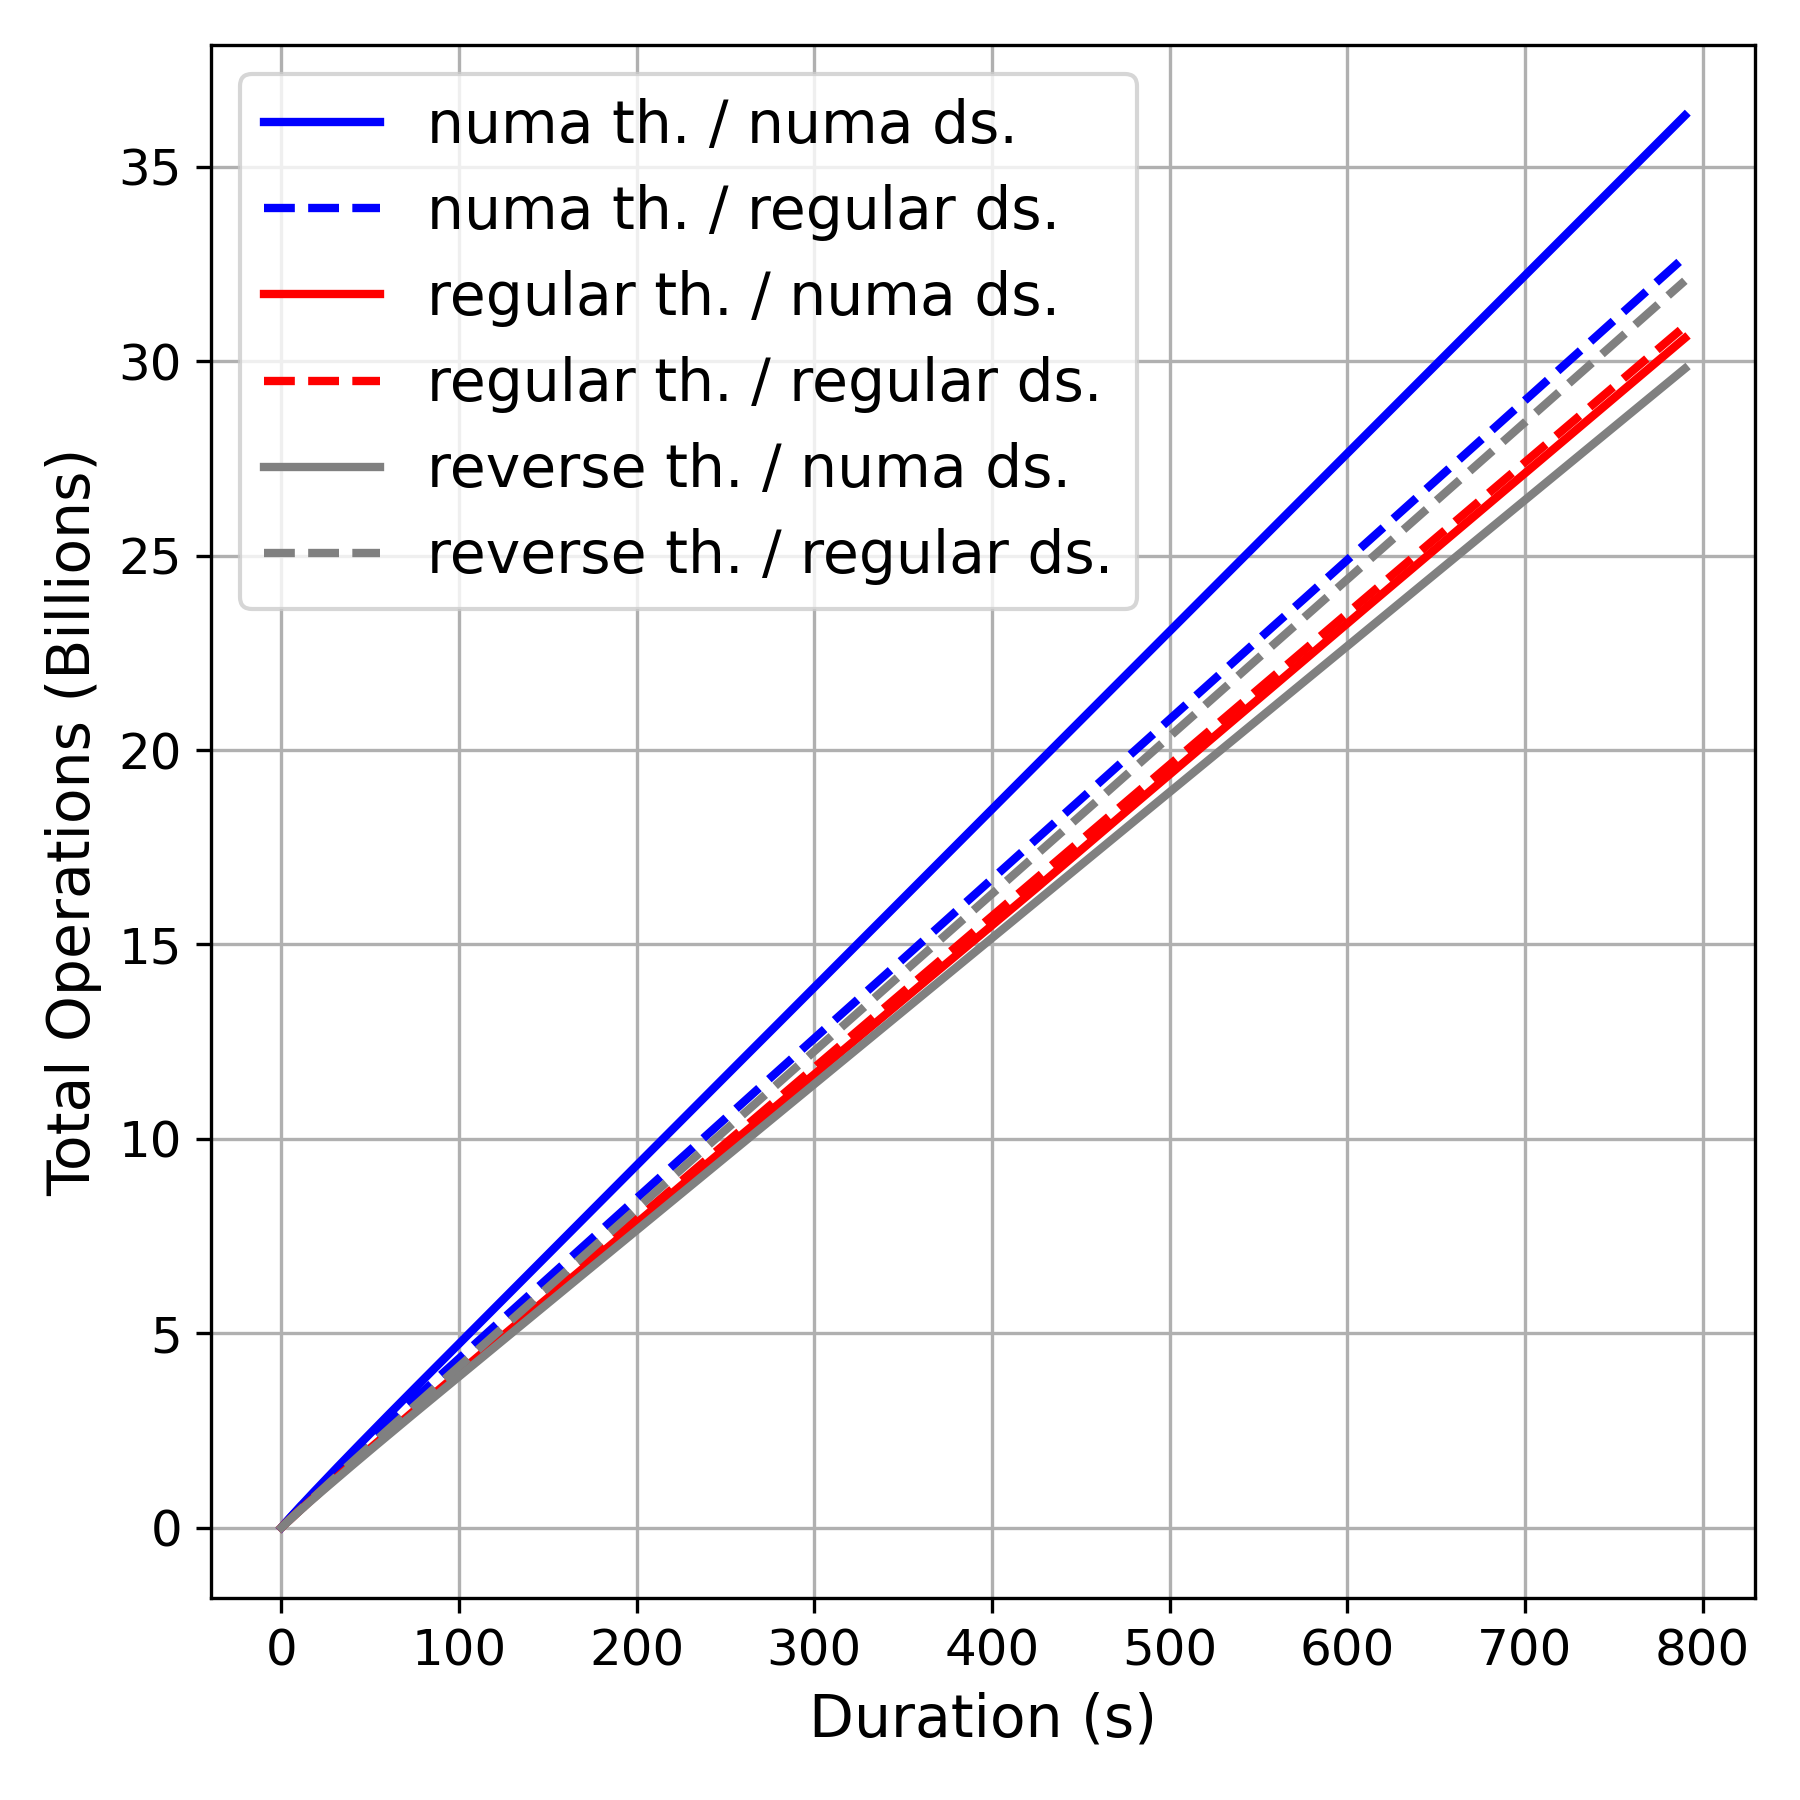 numa th. / numa ds.
numa th. / regular ds.
regular th. / numa ds.
regular th. / regular ds.
reverse th. / numa ds.
reverse th. / regular ds.
35
30
25
20
15
10
5
0
Total Operations (Billions)
0 100 200 300 400 500 600 700 800
Duration (s)